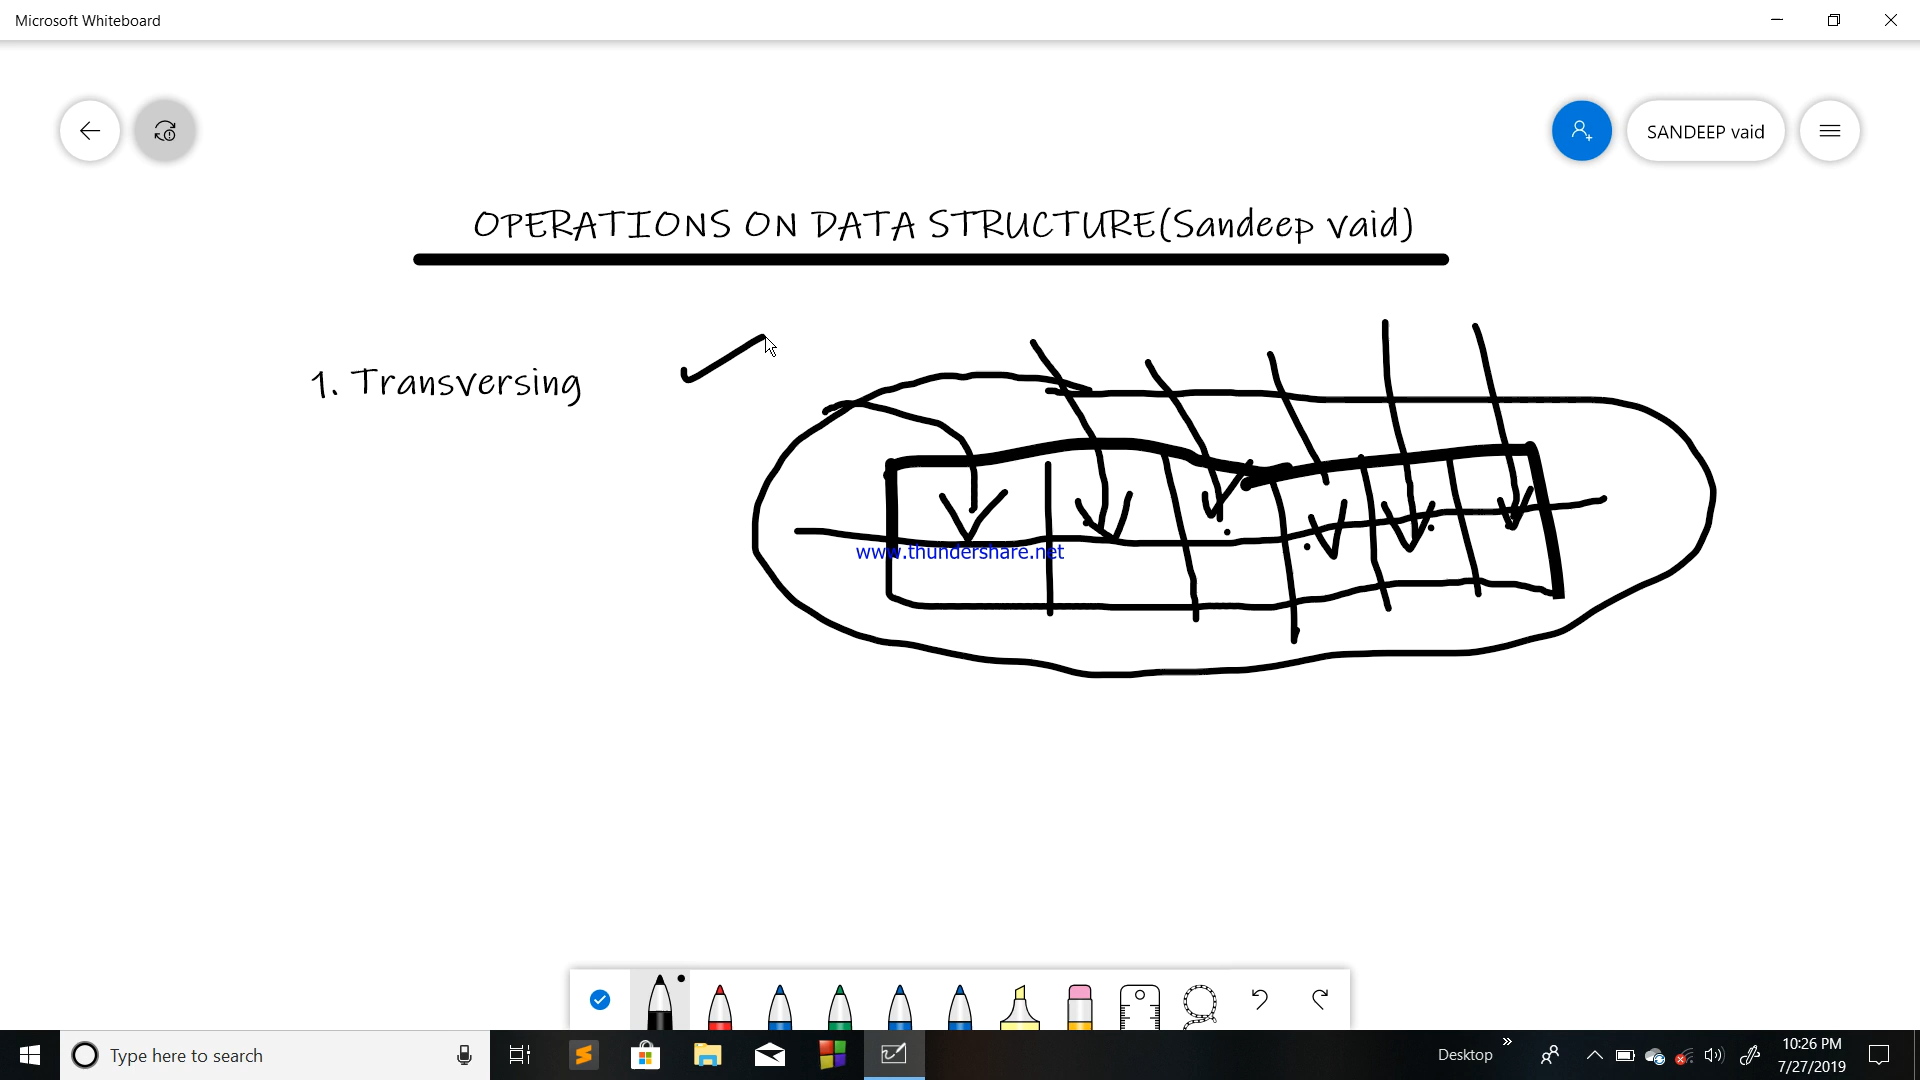 Microsoft Whiteboard
SANDEEP vaid
OPERATIONS ON DATA STRUCTURE(Sandeep vaid)
1. Transversing
www.thundershare.net
Type here to search
Desktop
10:26 PM
7/27/2019